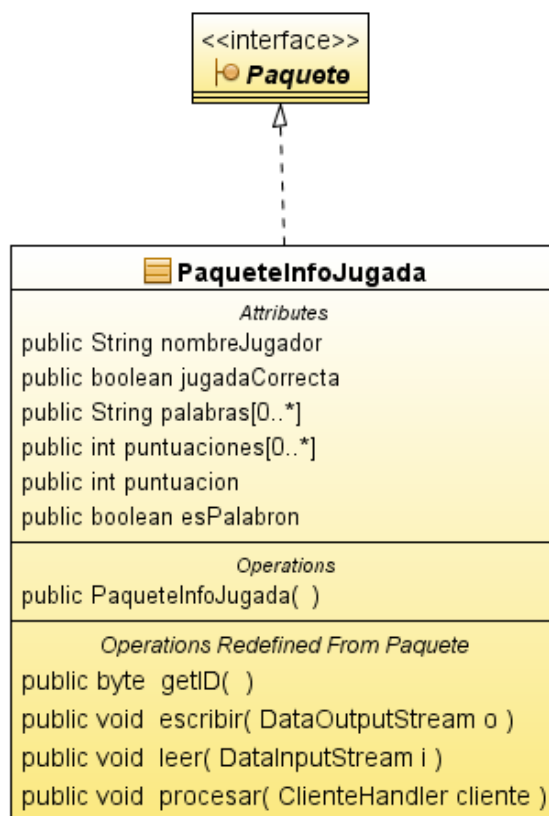 <<interface>>
Paquete
PaqueteInfoJugada
Attributes
public String nombreJugador
public boolean jugadaCorrecta
public String palabras[0..*]
public int puntuaciones[0..*]
public int puntuacion
public boolean esPalabron
Operations
public PaqueteInfoJugada( )
Operations Redefined From Paquete
public byte getID( )
public void escribir( DataOutputStream o )
public void leer( DataInputStream i )
public void procesar( ClienteHandler cliente )